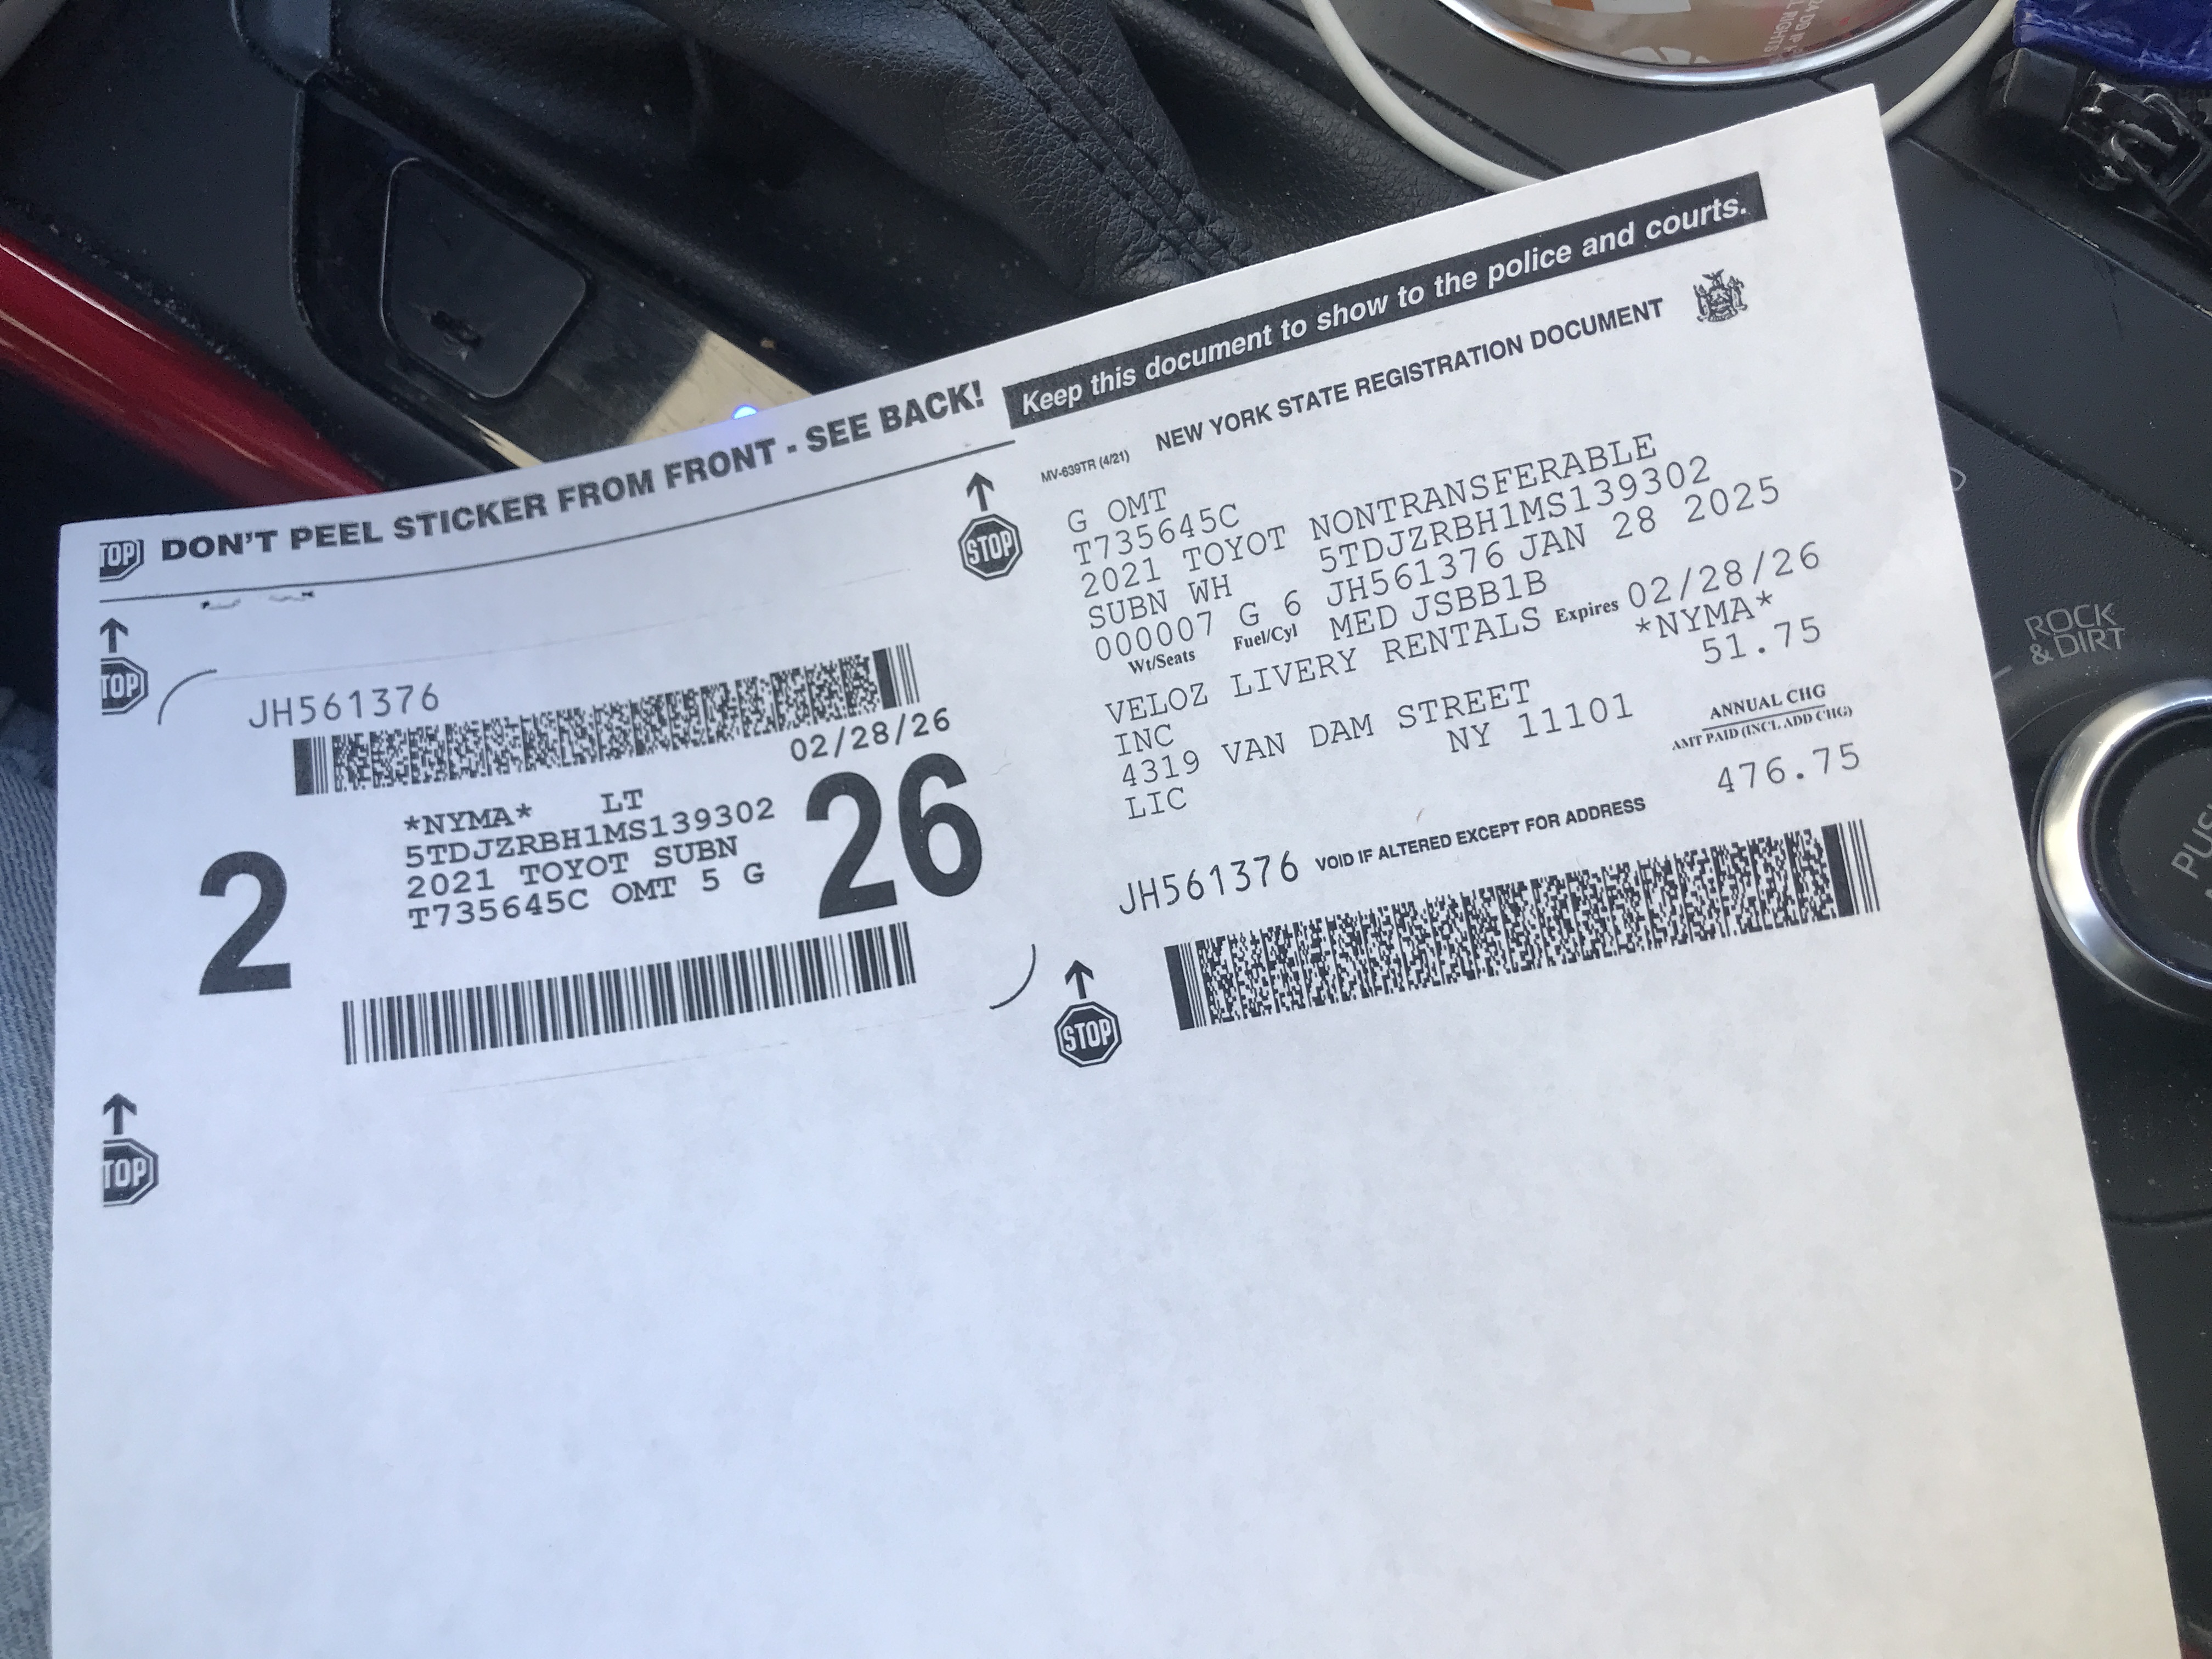 TOP DON'T PEEL STICKER FROM FRONT - SEE BACK!
STOP
TOP
JH561376
02/28/26
*NYMA* LT
5TDJZRBH1MS139302
2021 TOYOT SUBN
T735645C OMT 5 G
2
26
TOP
Keep this document to show to the police and courts.
MV-639TR (4/21) NEW YORK STATE REGISTRATION DOCUMENT
G OMT
T735645C
2021 TOYOT NONTRANSFERABLE
SUBN WH 5TDJZRBH1MS139302
000007 G 6 JH561376 JAN 28 2025
Wt/Seats Fuel/Cyl MED JSBB1B
VELOZ LIVERY RENTALS Expires 02/28/26
INC *NYMA*
4319 VAN DAM STREET 51.75
LIC NY 11101
ANNUAL CHG
AMT PAID (INCL ADD CHG)
476.75
JH561376 VOID IF ALTERED EXCEPT FOR ADDRESS
STOP
ROCK
& DIRT